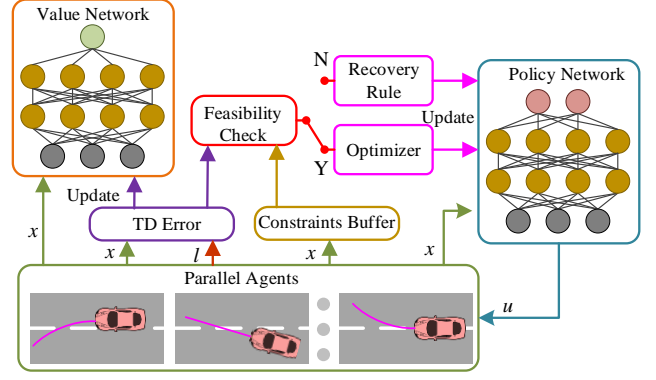 Value Network
N
Recovery
Rule
Policy Network
Feasibility
Check
Update
Y
Optimizer
Update
TD Error
Constraints Buffer
x
x
l
x
x
Parallel Agents
u